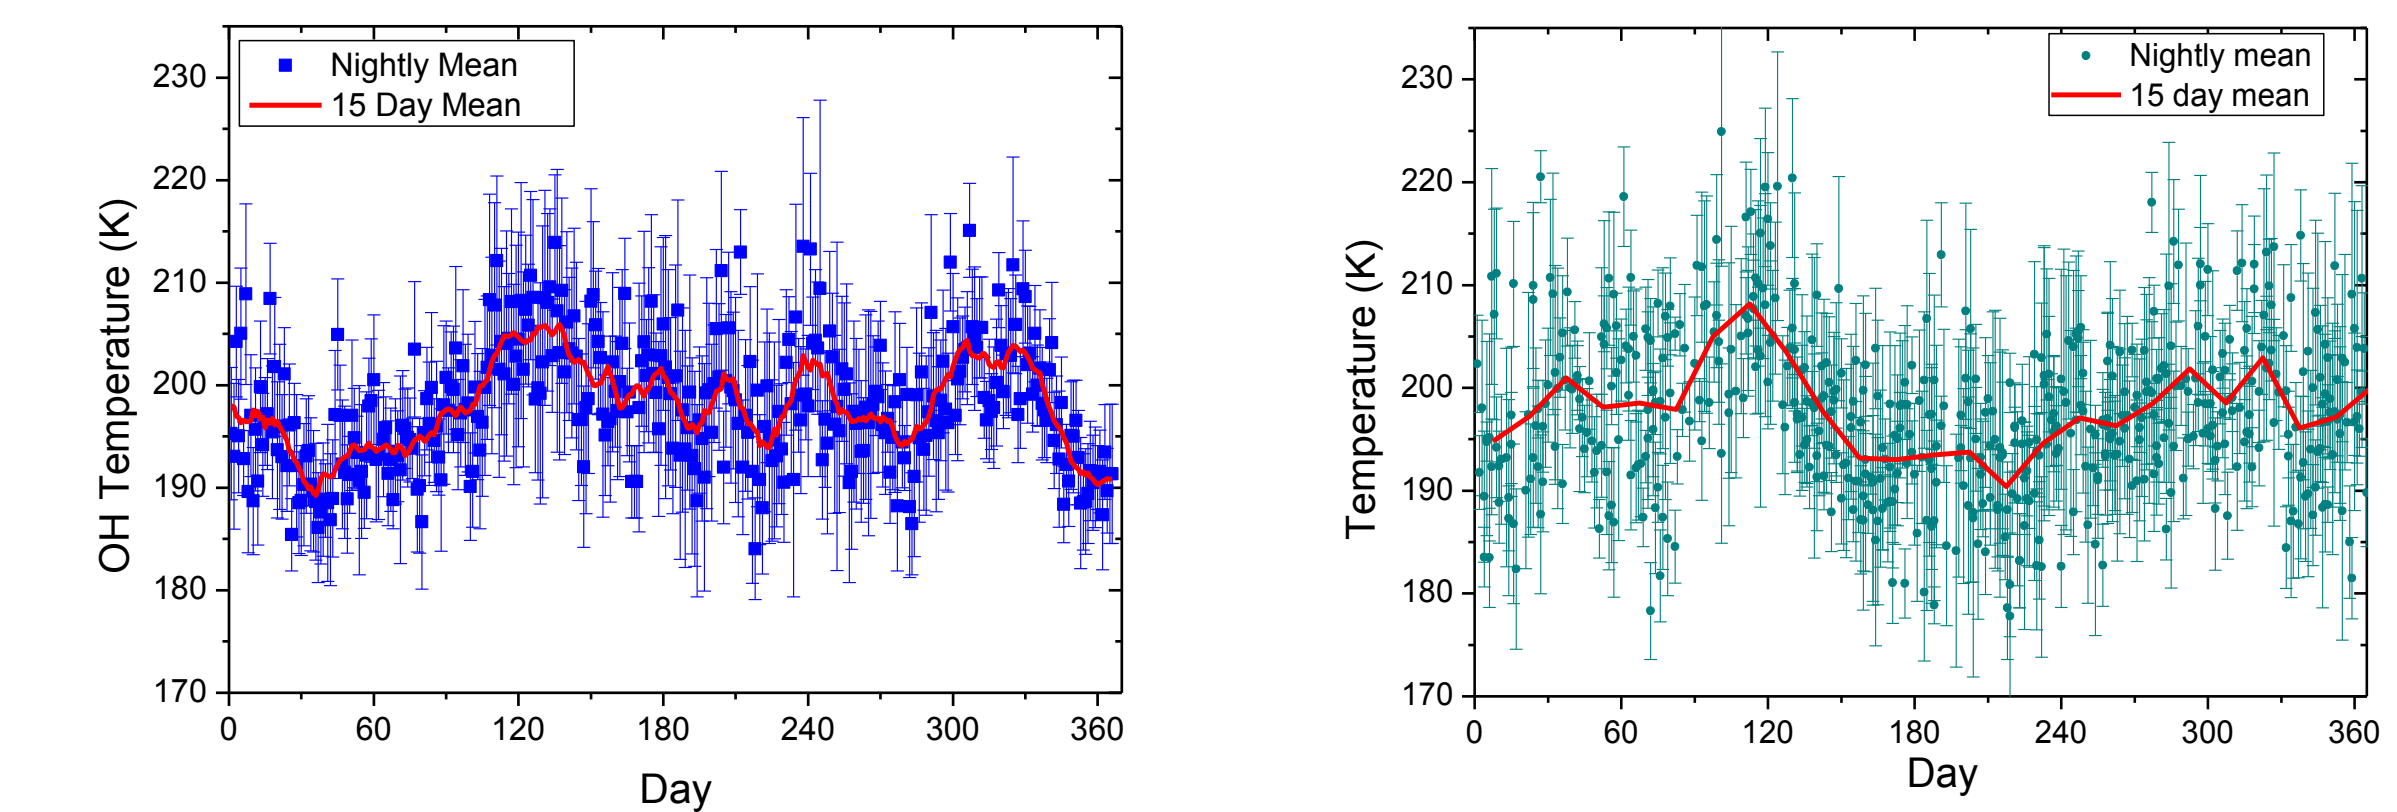 Nightly Mean
15 Day Mean
230
220
210
200
190
180
170
0 60 120 180 240 300 360
OH Temperature (K)
Day
Nightly mean
15 day mean
230
220
210
200
190
180
170
0 60 120 180 240 300 360
Temperature (K)
Day